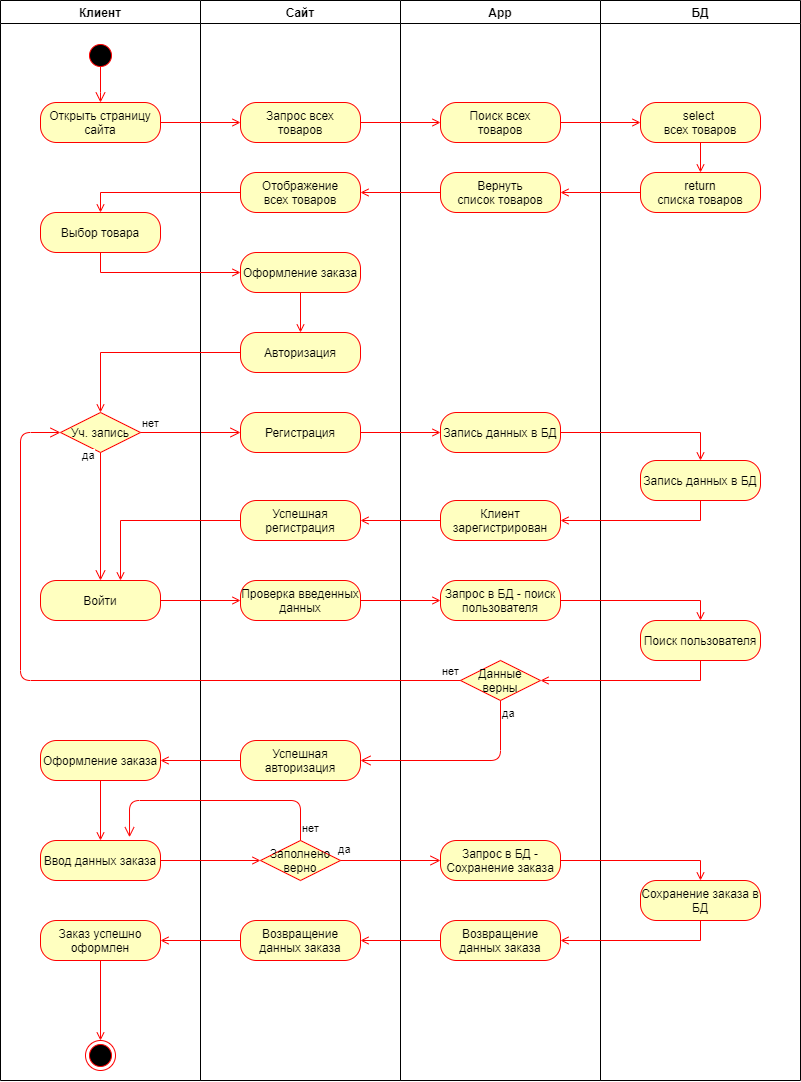 Клиент
Сайт
App
БД
Открыть страницу
сайта
Запрос всех
товаров
Поиск всех
товаров
select
всех товаров
Отображение
всех товаров
Вернуть
список товаров
return
списка товаров
Выбор товара
Оформление заказа
Авторизация
Уч. запись
нет
да
Регистрация
Запись данных в БД
Запись данных в БД
Успешная
регистрация
Клиент
зарегистрирован
Войти
Проверка введенных
данных
Запрос в БД - поиск
пользователя
Поиск пользователя
нет
Данные
верны
да
Оформление заказа
Успешная
авторизация
нет
Ввод данных заказа
Заполнено
верно
да
Запрос в БД -
Сохранение заказа
Сохранение заказа в
БД
Заказ успешно
оформлен
Возвращение
данных заказа
Возвращение
данных заказа